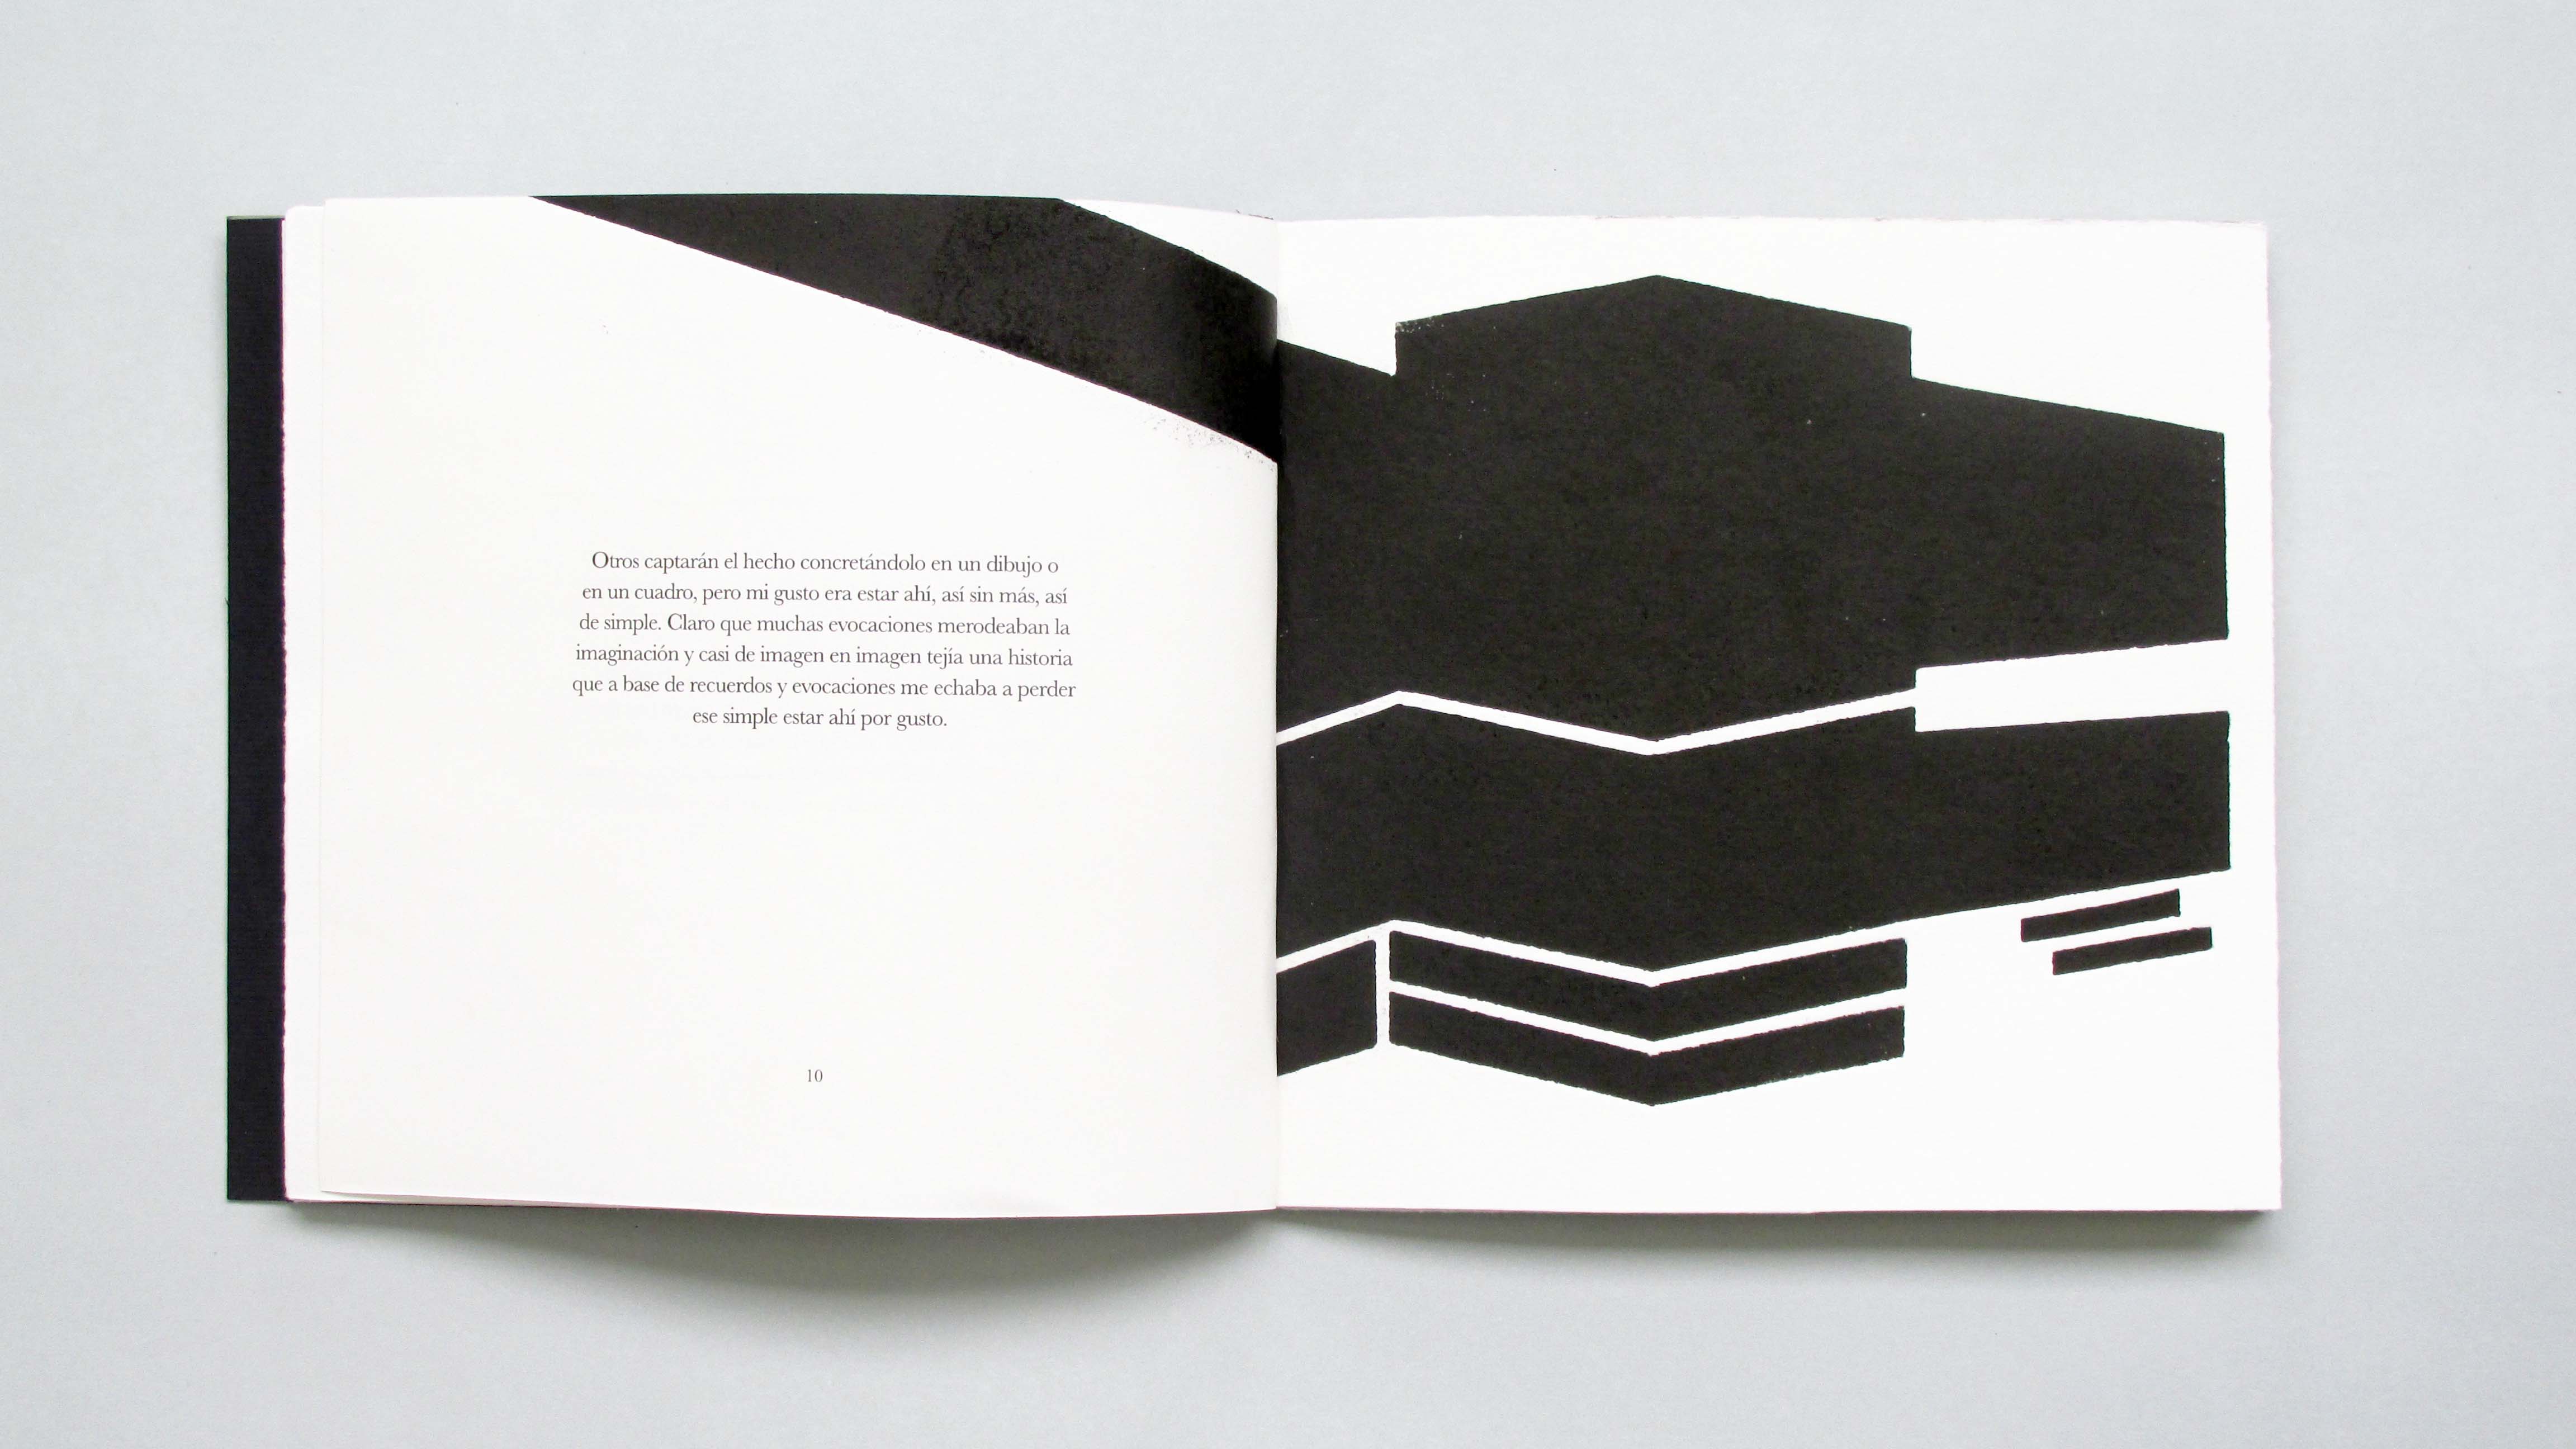 Otros captarán el hecho concretándolo en un dibujo o
en un cuadro, pero mi gusto era estar ahí, así sin más, así
de simple. Claro que muchas evocaciones merodeaban la
imaginación y casi de imagen en imagen tejía una historia
que a base de recuerdos y evocaciones me echaba a perder
ese simple estar ahí por gusto.
10